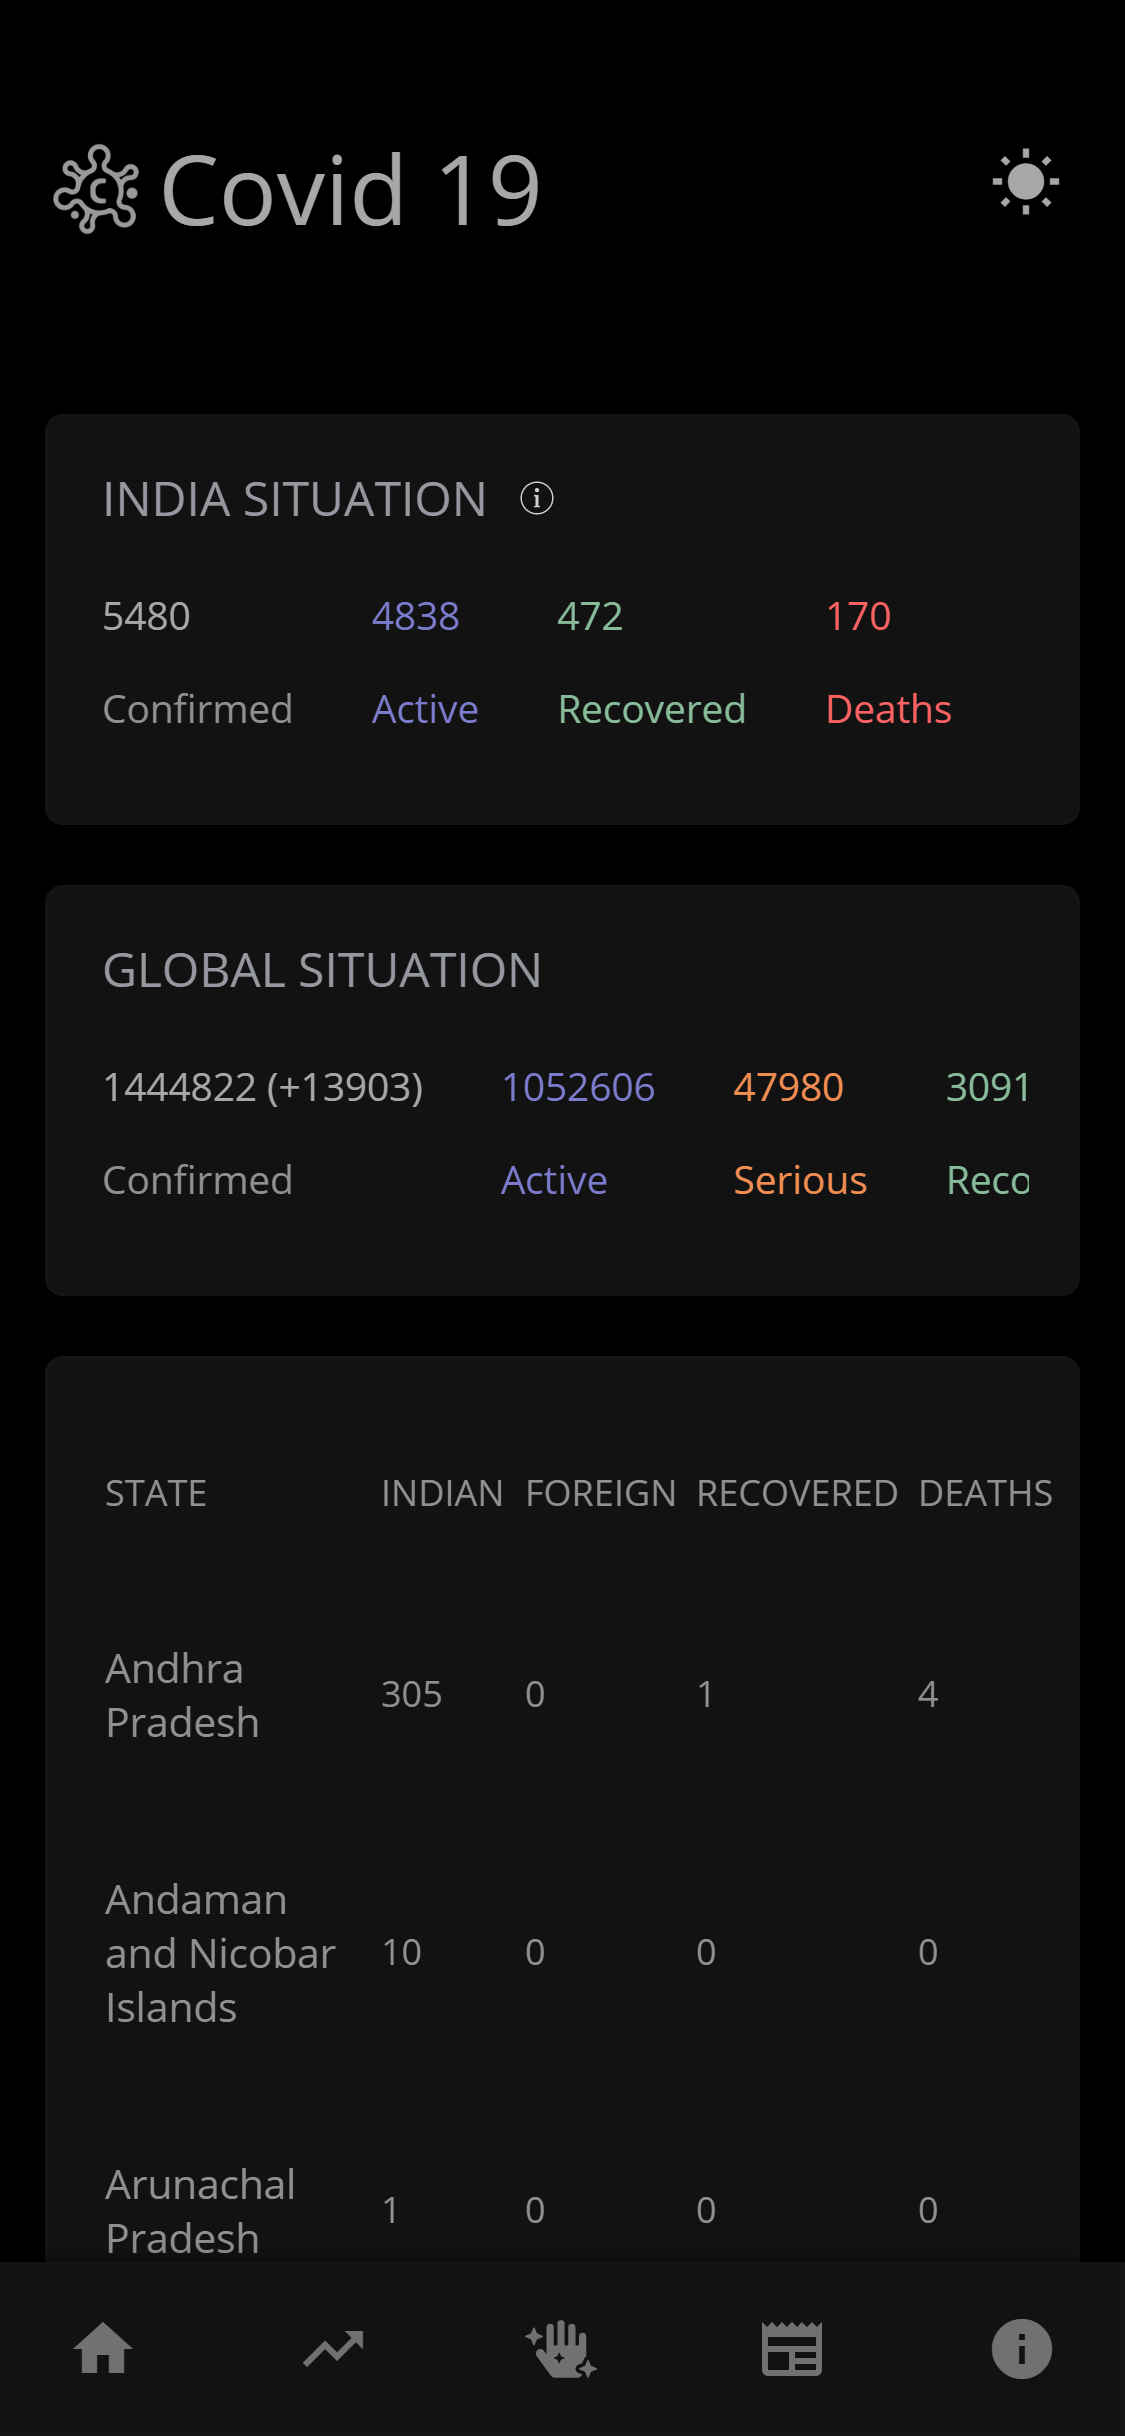 Covid 19
INDIA SITUATION
5480 4838 472 170
Confirmed Active Recovered Deaths
GLOBAL SITUATION
1444822 (+13903) 1052606 47980 3091
Confirmed Active Serious Reco
STATE INDIAN FOREIGN RECOVERED DEATHS
Andhra
Pradesh
305 0 1 4
Andaman
and Nicobar
Islands
10 0 0 0
Arunachal
Pradesh
1 0 0 0